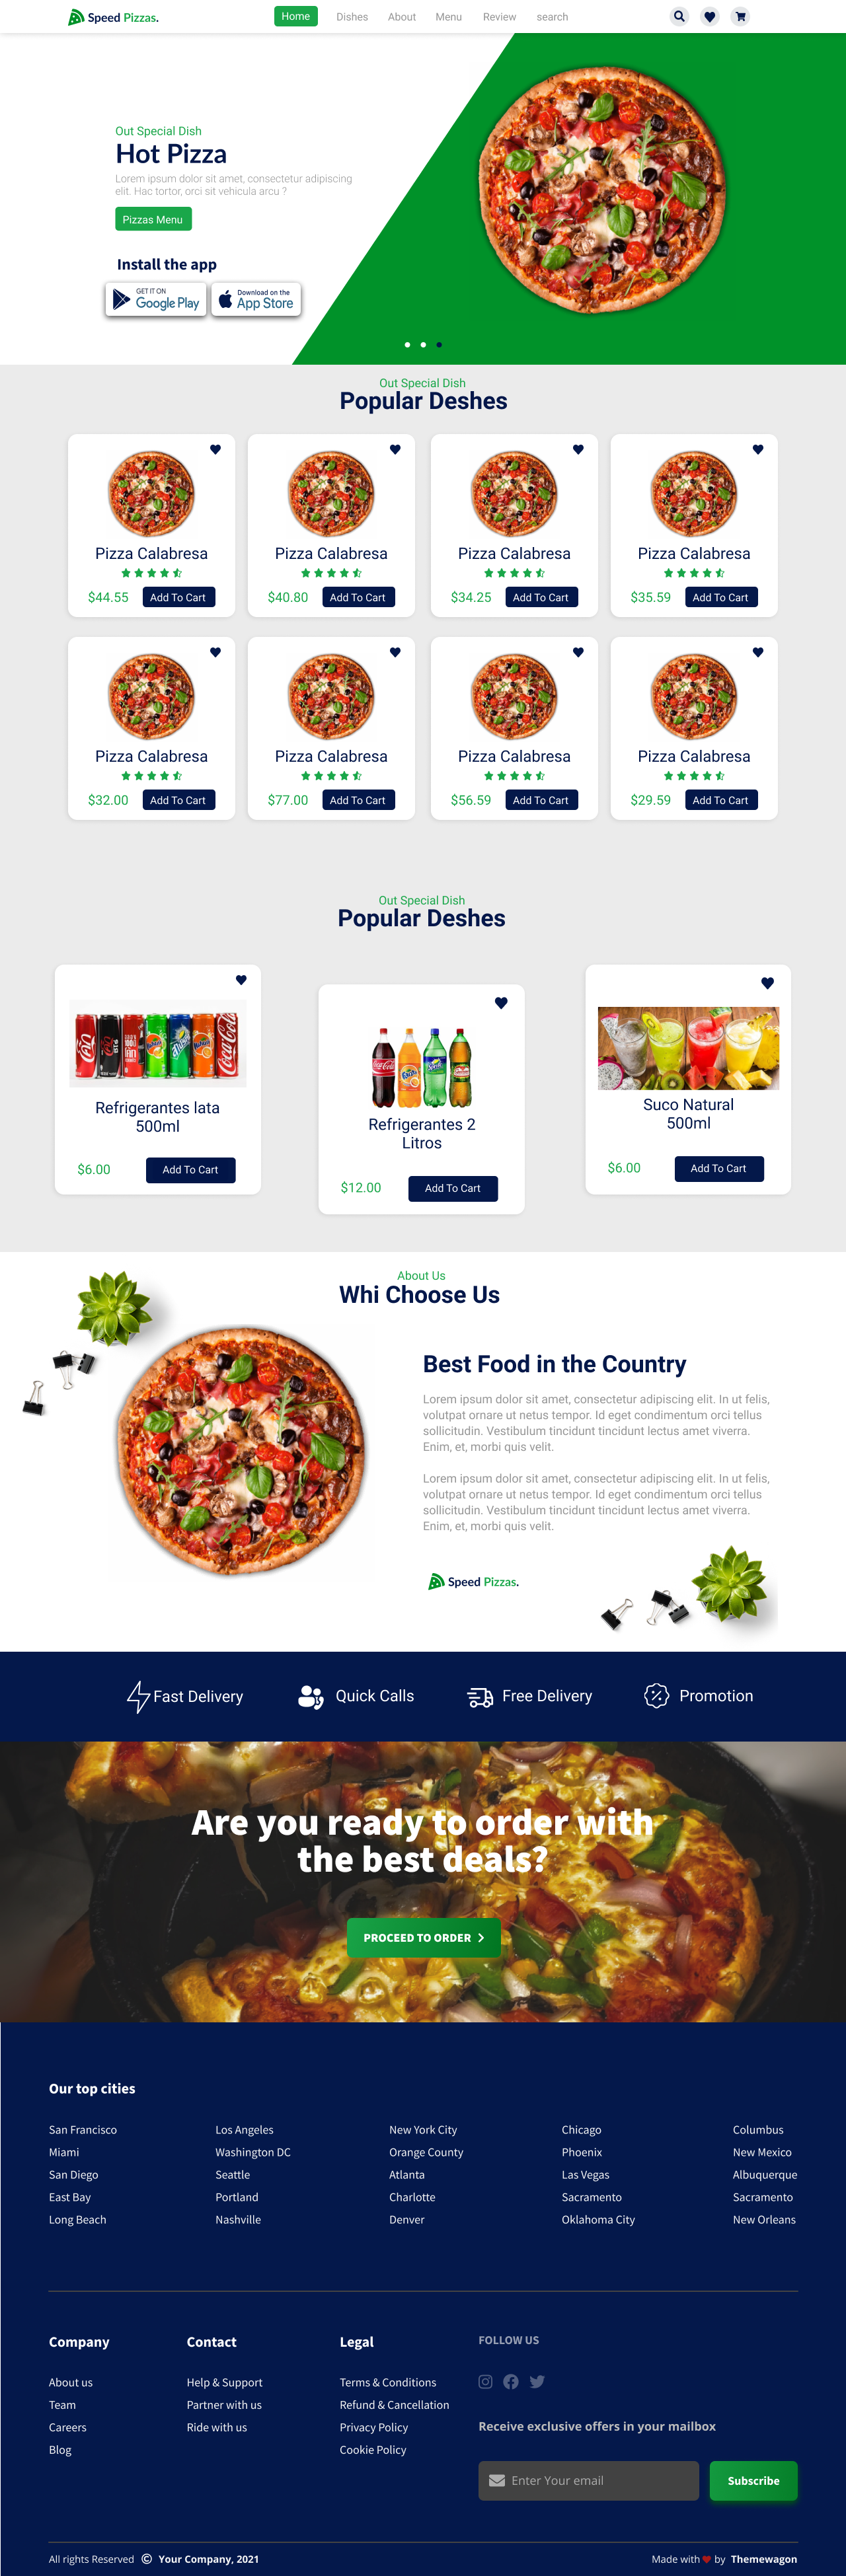 Speed Pizzas.
Home Dishes About Menu Review search
Out Special Dish
Hot Pizza
Lorem ipsum dolor sit amet, consectetur adipiscing
elit. Hac tortor, orci sit vehicula arcu ?
Pizzas Menu
Install the app
GET IT ON
Google Play
Download on the
App Store
Out Special Dish
Popular Deshes
Pizza Calabresa
$44.55 Add To Cart
Pizza Calabresa
$40.80 Add To Cart
Pizza Calabresa
$34.25 Add To Cart
Pizza Calabresa
$35.59 Add To Cart
Pizza Calabresa
$32.00 Add To Cart
Pizza Calabresa
$77.00 Add To Cart
Pizza Calabresa
$56.59 Add To Cart
Pizza Calabresa
$29.59 Add To Cart
Out Special Dish
Popular Deshes
Refrigerantes lata
500ml
$6.00 Add To Cart
Refrigerantes 2
Litros
$12.00 Add To Cart
Suco Natural
500ml
$6.00 Add To Cart
About Us
Whi Choose Us
Best Food in the Country
Lorem ipsum dolor sit amet, consectetur adipiscing elit. In ut felis,
volutpat ornare ut netus tempor. Id eget condimentum orci tellus
sollicitudin. Vestibulum tincidunt tincidunt lectus amet viverra.
Enim, et, morbi quis velit.
Lorem ipsum dolor sit amet, consectetur adipiscing elit. In ut felis,
volutpat ornare ut netus tempor. Id eget condimentum orci tellus
sollicitudin. Vestibulum tincidunt tincidunt lectus amet viverra.
Enim, et, morbi quis velit.
Speed Pizzas.
Fast Delivery Quick Calls Free Delivery Promotion
Are you ready to order with
the best deals?
PROCEED TO ORDER
Our top cities
San Francisco Los Angeles New York City Chicago Columbus
Miami Washington DC Orange County Phoenix New Mexico
San Diego Seattle Atlanta Las Vegas Albuquerque
East Bay Portland Charlotte Sacramento Sacramento
Long Beach Nashville Denver Oklahoma City New Orleans
Company
About us
Team
Careers
Blog
Contact
Help & Support
Partner with us
Ride with us
Legal
Terms & Conditions
Refund & Cancellation
Privacy Policy
Cookie Policy
FOLLOW US
Receive exclusive offers in your mailbox
Enter Your email
Subscribe
All rights Reserved © Your Company, 2021
Made with ❤ by Themewagon